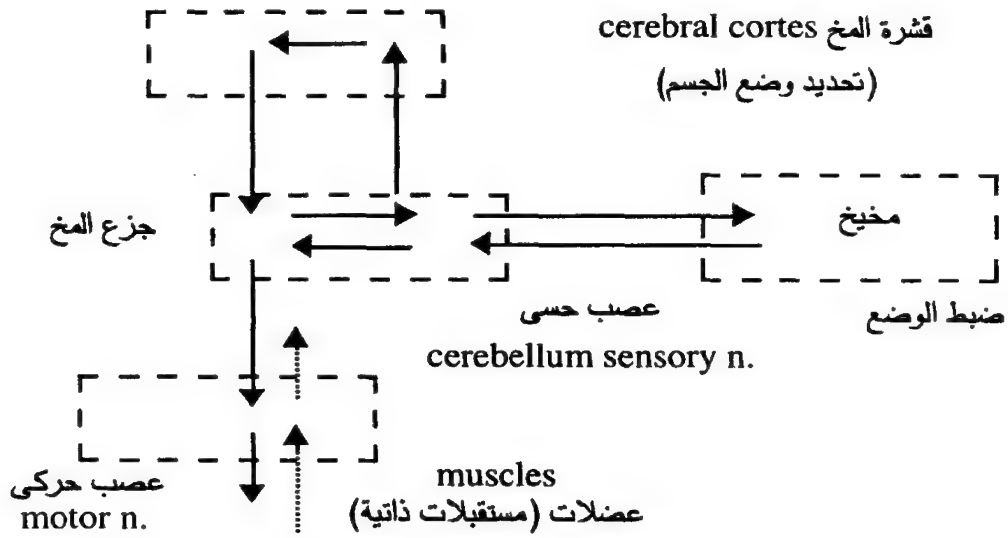 قشرة المخ cerebral cortes
(تحديد وضع الجسم)
جزع المخ
مخيخ
عصب حسى
ضبط الوضع
cerebellum sensory n.
عصب حركى
motor n.
muscles
عضلات (مستقبلات ذاتية)